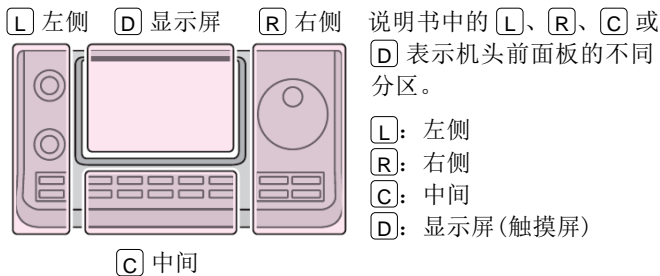 L 左侧 D 显示屏 R 右侧
C 中间
说明书中的 L、R、C 或
D 表示机头前面板的不同
分区。
L：左侧
R：右侧
C：中间
D：显示屏(触摸屏)